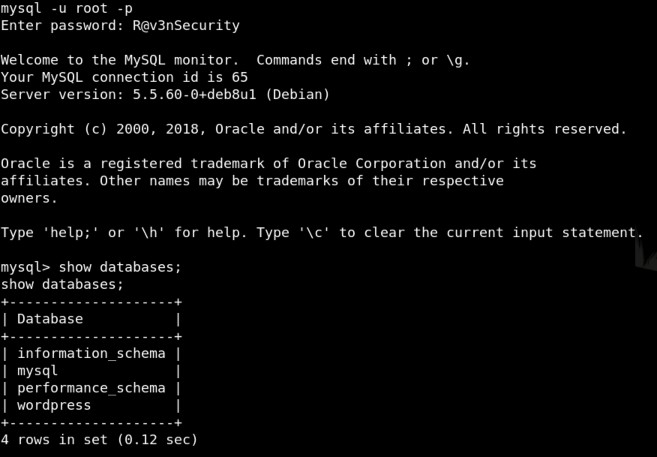 mysql -u root -p
Enter password: R@v3nSecurity
Welcome to the MySQL monitor.  Commands end with ; or \g.
Your MySQL connection id is 65
Server version: 5.5.60-0+deb8u1 (Debian)
Copyright (c) 2000, 2018, Oracle and/or its affiliates. All rights reserved.
Oracle is a registered trademark of Oracle Corporation and/or its
affiliates. Other names may be trademarks of their respective
owners.
Type 'help;' or '\h' for help. Type '\c' to clear the current input statement.
mysql> show databases;
show databases;
+--------------------+
| Database           |
+--------------------+
| information_schema |
| mysql              |
| performance_schema |
| wordpress          |
+--------------------+
4 rows in set (0.12 sec)